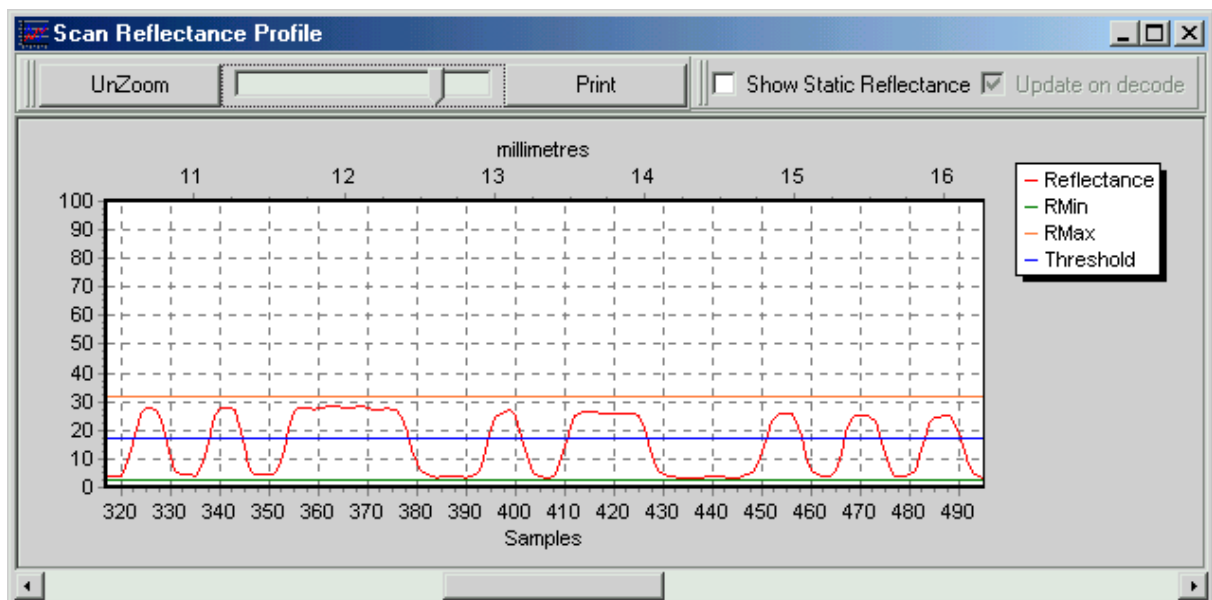 Scan Reflectance Profile
UnZoom Print Show Static Reflectance Update on decode
millimetres
11 12 13 14 15 16
100
90
80
70
60
50
40
30
20
10
0
320 330 340 350 360 370 380 390 400 410 420 430 440 450 460 470 480 490
Samples
Reflectance
RMin
RMax
Threshold